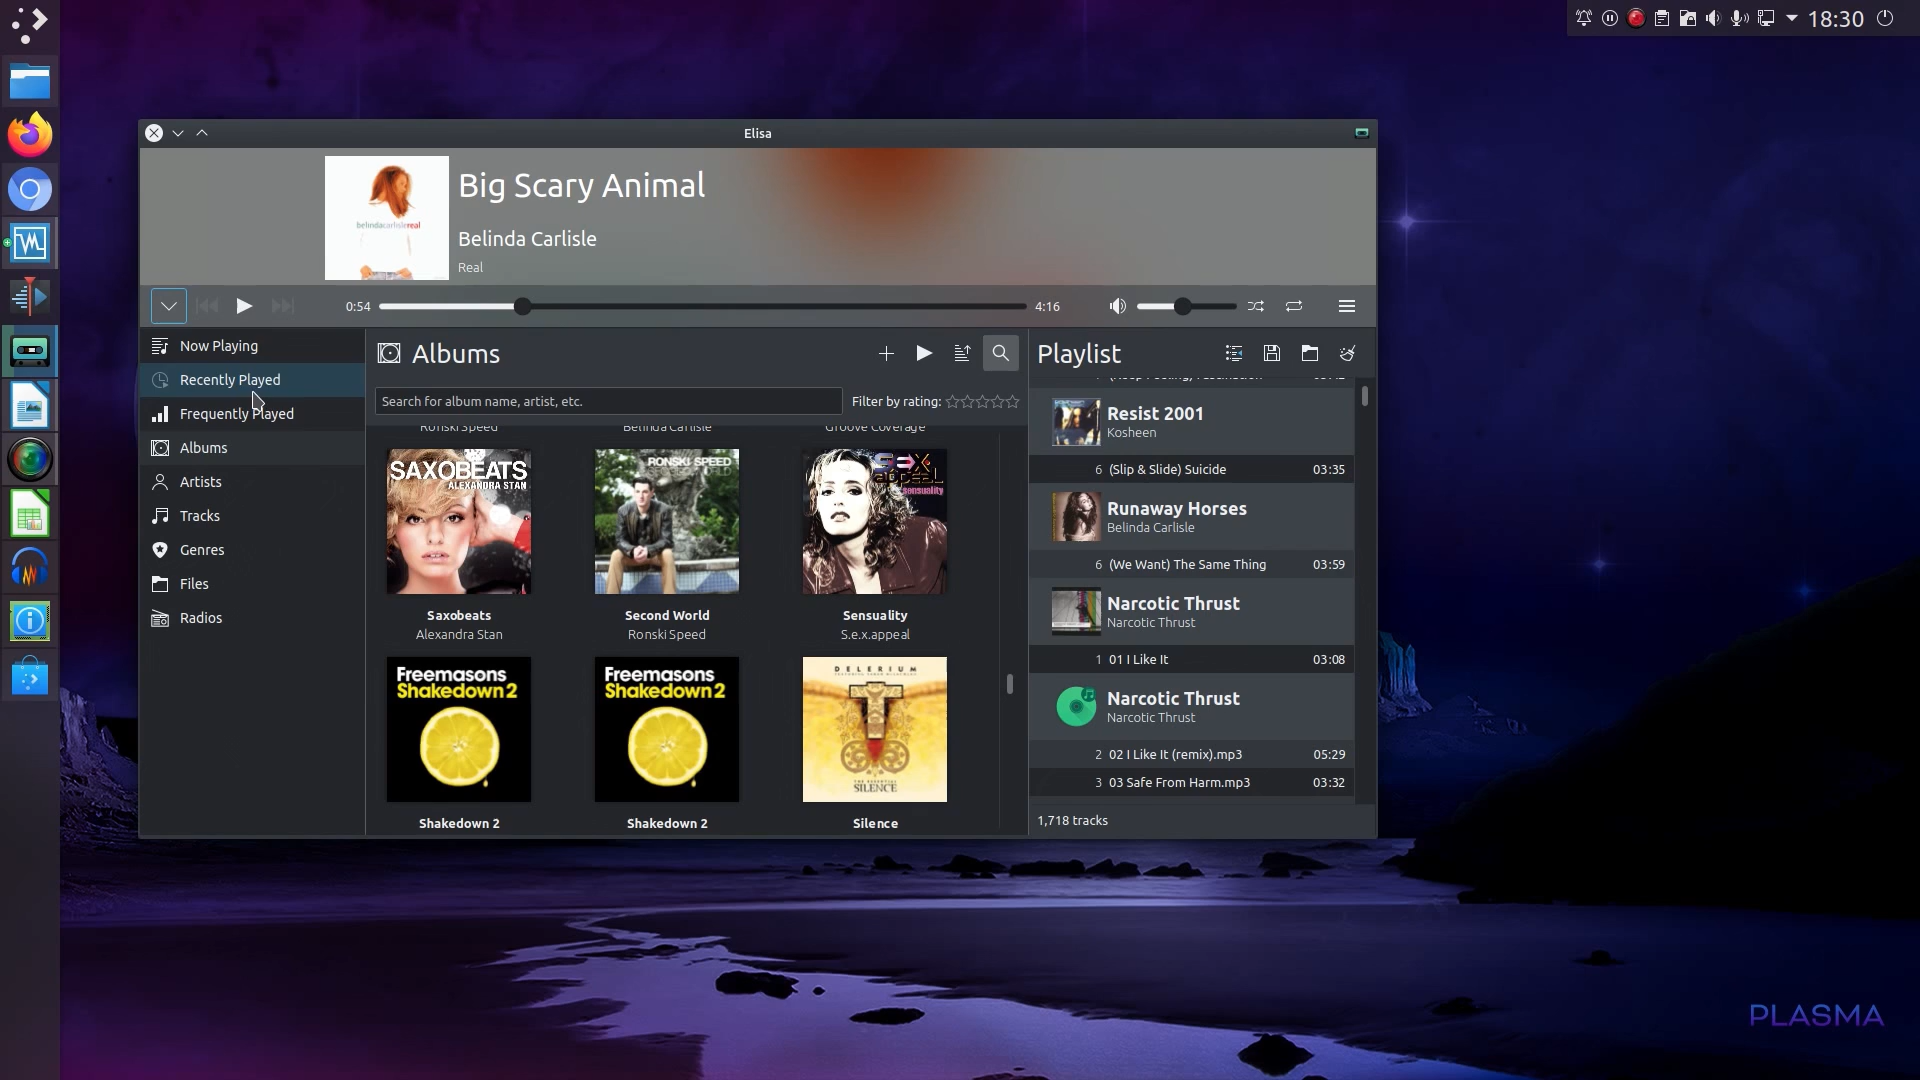 18:30
Elisa
Big Scary Animal
belindacarlislereal
Belinda Carlisle
Real
0:54
4:16
Now Playing
Recently Played
Frequently Played
Albums
Artists
Tracks
Genres
Files
Radios
Albums
Search for album name, artist, etc.
Filter by rating:
Ronski Speed
Belinda Carlisle
Groove Coverage
SAXOBEATS
ALEXANDRA STAN
RONSKI SPEED
S-E-X-
appeal
sensuality
Saxobeats
Alexandra Stan
Second World
Ronski Speed
Sensuality
S.e.x.appeal
Freemasons
Shakedown 2
Freemasons
Shakedown 2
DELERIUM
SILENCE
Shakedown 2
Shakedown 2
Silence
Playlist
Resist 2001
Kosheen
6 (Slip & Slide) Suicide 03:35
Runaway Horses
Belinda Carlisle
6 (We Want) The Same Thing 03:59
Narcotic Thrust
Narcotic Thrust
1 01 I Like It 03:08
Narcotic Thrust
Narcotic Thrust
2 02 I Like It (remix).mp3 05:29
3 03 Safe From Harm.mp3 03:32
1,718 tracks
PLASMA